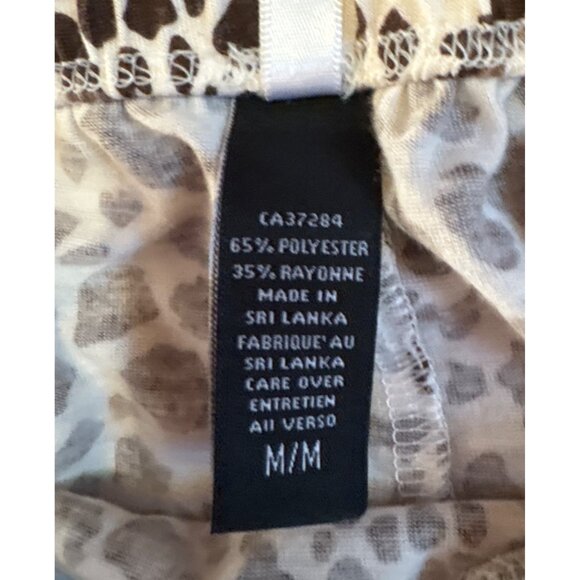 CA37284
65% POLYESTER
35% RAYONNE
MADE IN
SRI LANKA
FABRIQUE' AU
SRI LANKA
CARE OVER
ENTRETIEN
AU VERSO
M/M